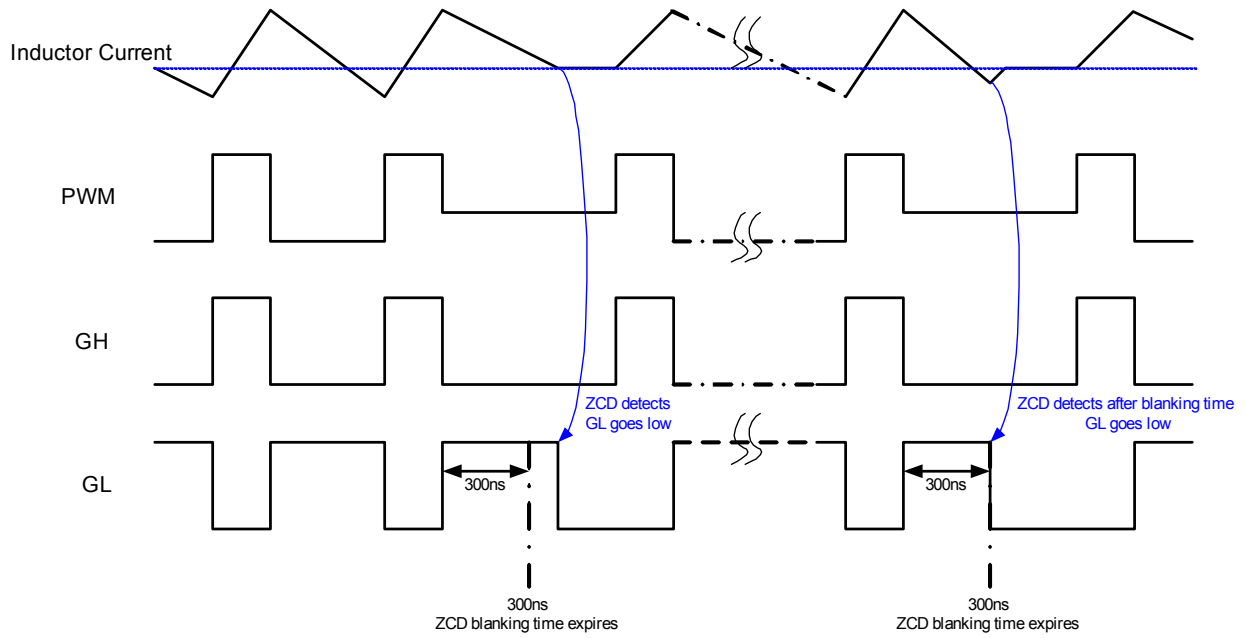 Inductor Current
PWM
GH
ZCD detects
GL goes low
ZCD detects after blanking time
GL goes low
GL
300ns
300ns
300ns
ZCD blanking time expires
300ns
ZCD blanking time expires